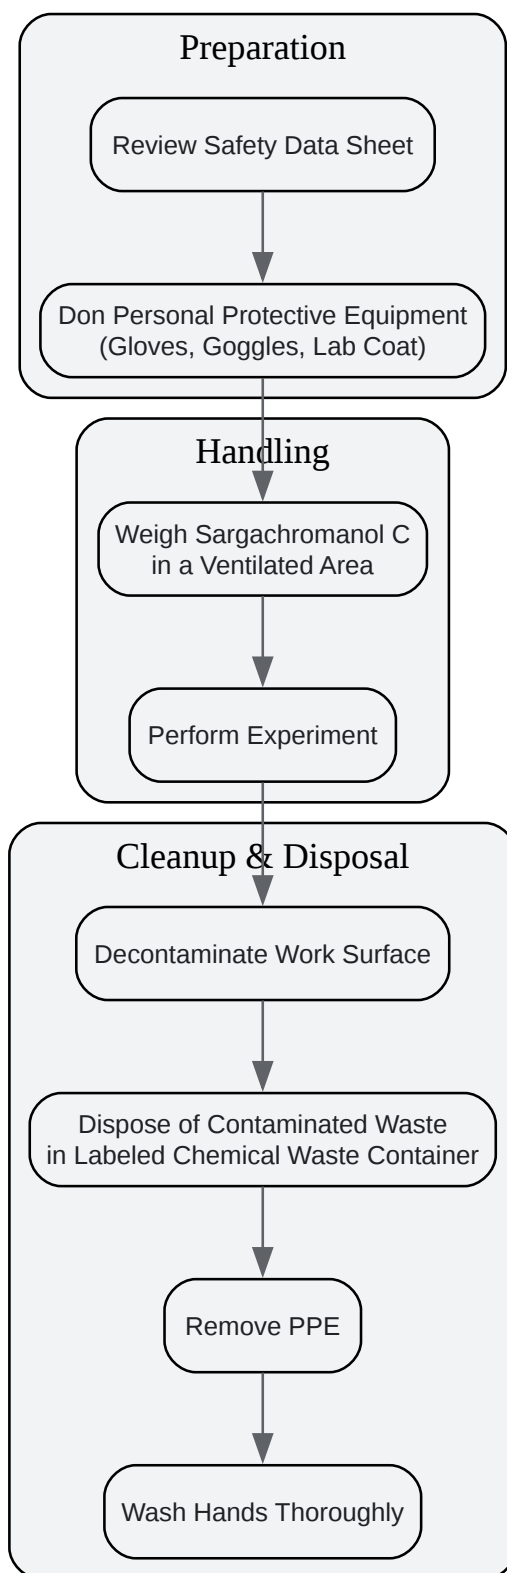 Preparation
Review Safety Data Sheet
Don Personal Protective Equipment
(Gloves, Goggles, Lab Coat)
Handling
Weigh Sargachromanol C
in a Ventilated Area
Perform Experiment
Cleanup & Disposal
Decontaminate Work Surface
Dispose of Contaminated Waste
in Labeled Chemical Waste Container
Remove PPE
Wash Hands Thoroughly